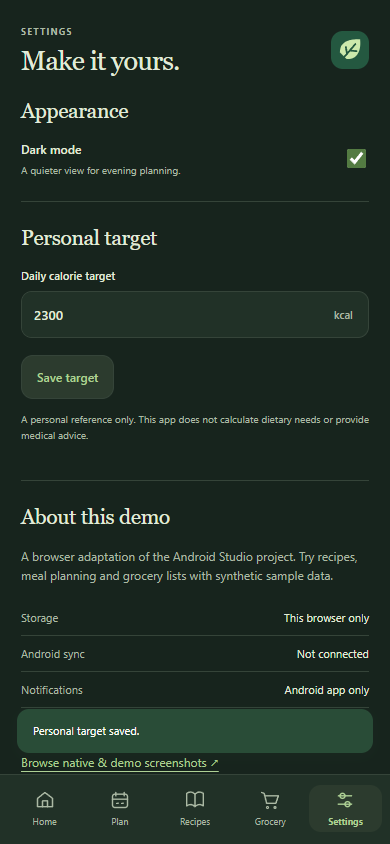 SETTINGS
Make it yours.
Appearance
Dark mode
A quieter view for evening planning.
Personal target
Daily calorie target
2300 kcal
Save target
A personal reference only. This app does not calculate dietary needs or provide
medical advice.
About this demo
A browser adaptation of the Android Studio project. Try recipes,
meal planning and grocery lists with synthetic sample data.
Storage This browser only
Android sync Not connected
Notifications Android app only
Personal target saved.
Browse native & demo screenshots ↗
Home Plan Recipes Grocery Settings